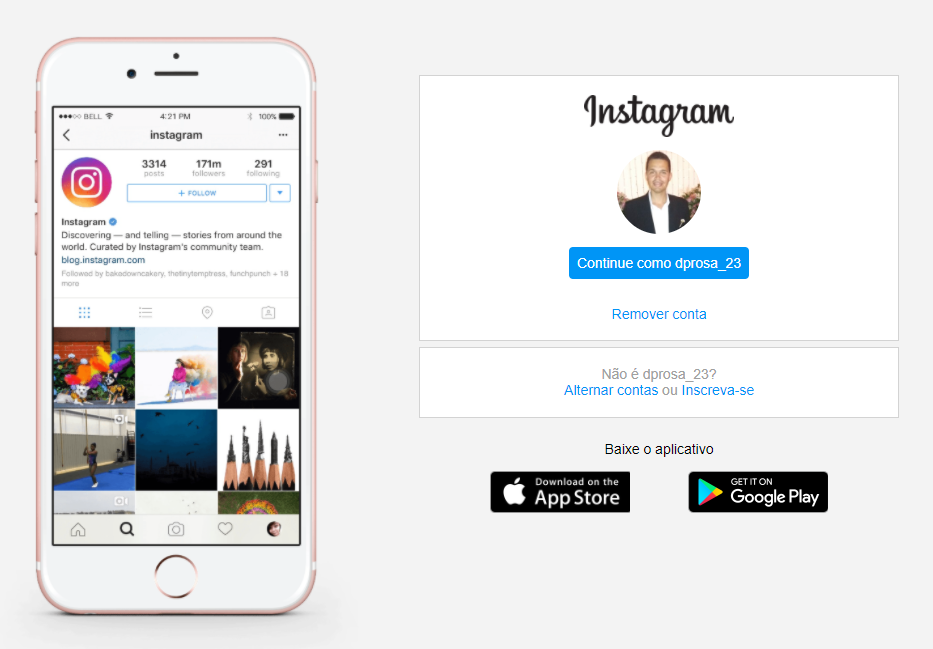 BELL 4:21 PM 100%
instagram
3314 171m 291
posts followers following
+ FOLLOW
Instagram
Discovering — and telling — stories from around the
world. Curated by Instagram's community team.
blog.instagram.com
Followed by bakedowncakery, thetinytemptress, funchpunch + 18
more
Instagram
Continue como dprosa_23
Remover conta
Não é dprosa_23?
Alternar contas ou Inscreva-se
Baixe o aplicativo
Download on the
App Store
GET IT ON
Google Play